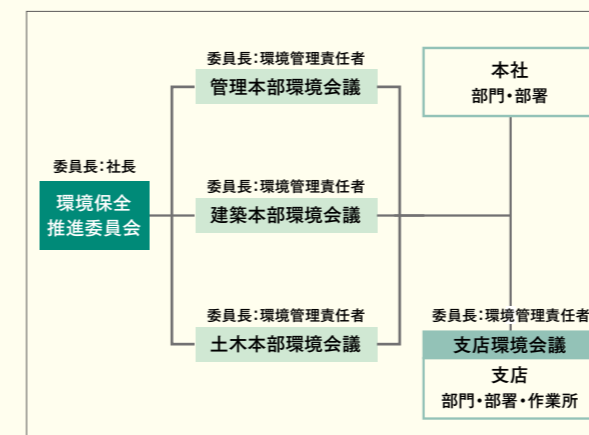 委員長：社長
環境保全
推進委員会
委員長：環境管理責任者
管理本部環境会議
委員長：環境管理責任者
建築本部環境会議
委員長：環境管理責任者
土木本部環境会議
本社
部門・部署
委員長：環境管理責任者
支店環境会議
支店
部門・部署・作業所